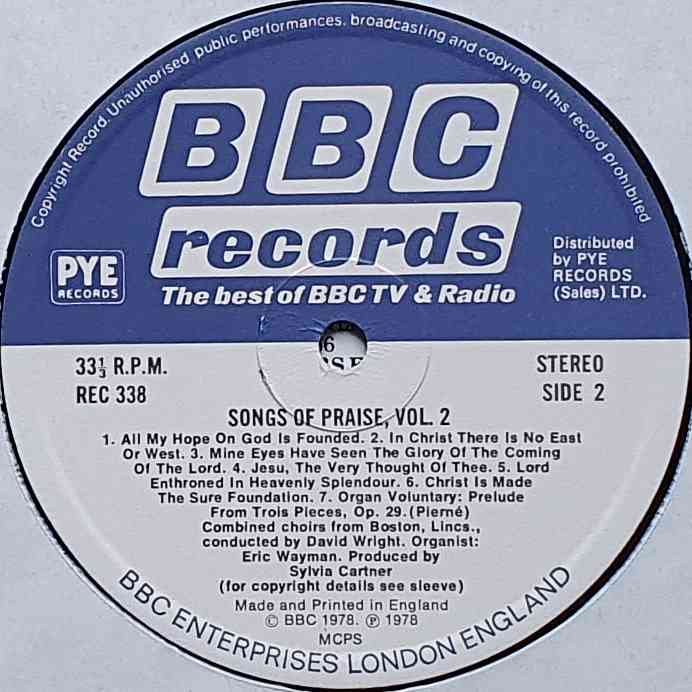 Copyright Record. Unauthorised public performances, broadcasting and copying of this record prohibited
BBC
records
The best of BBC TV & Radio
PYE
RECORDS
Distributed
by PYE
RECORDS
(Sales) LTD.
33⅓ R.P.M.
REC 338
STEREO
SIDE 2
SONGS OF PRAISE, VOL. 2
1. All My Hope On God Is Founded. 2. In Christ There Is No East
Or West. 3. Mine Eyes Have Seen The Glory Of The Coming
Of The Lord. 4. Jesu, The Very Thought Of Thee. 5. Lord
Enthroned In Heavenly Splendour. 6. Christ Is Made
The Sure Foundation. 7. Organ Voluntary: Prelude
From Trois Pieces, Op. 29. (Pierné)
Combined choirs from Boston, Lincs.,
conducted by David Wright. Organist:
Eric Wayman. Produced by
Sylvia Cartner
(for copyright details see sleeve)
Made and Printed in England
© BBC 1978. ℗ 1978
MCPS
BBC ENTERPRISES LONDON ENGLAND